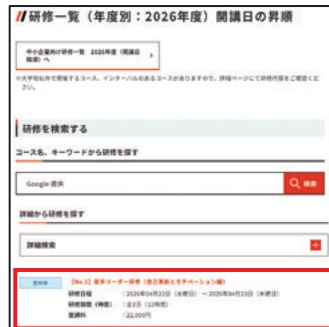 研修一覧（年度別：2026年度）開講日の昇順
中小企業向け研修一覧 2026年度（開講日
順順）へ
※大学校以外で開催するコース、インターバルのあるコースがありますので、詳細ページにて研修内容をご確認くだ
さい。
研修を検索する
コース名、キーワードから研修を探す
Google 提供
検索
詳細から研修を探す
詳細検索
受付中
【No.1】若手リーダー研修（自己革新とモチベーション編）
研修日程 ：2026年04月22日（水曜日）～2026年04月23日（木曜日）
研修期間（時間） ：全2日（12時間）
受講料 ：22,000円